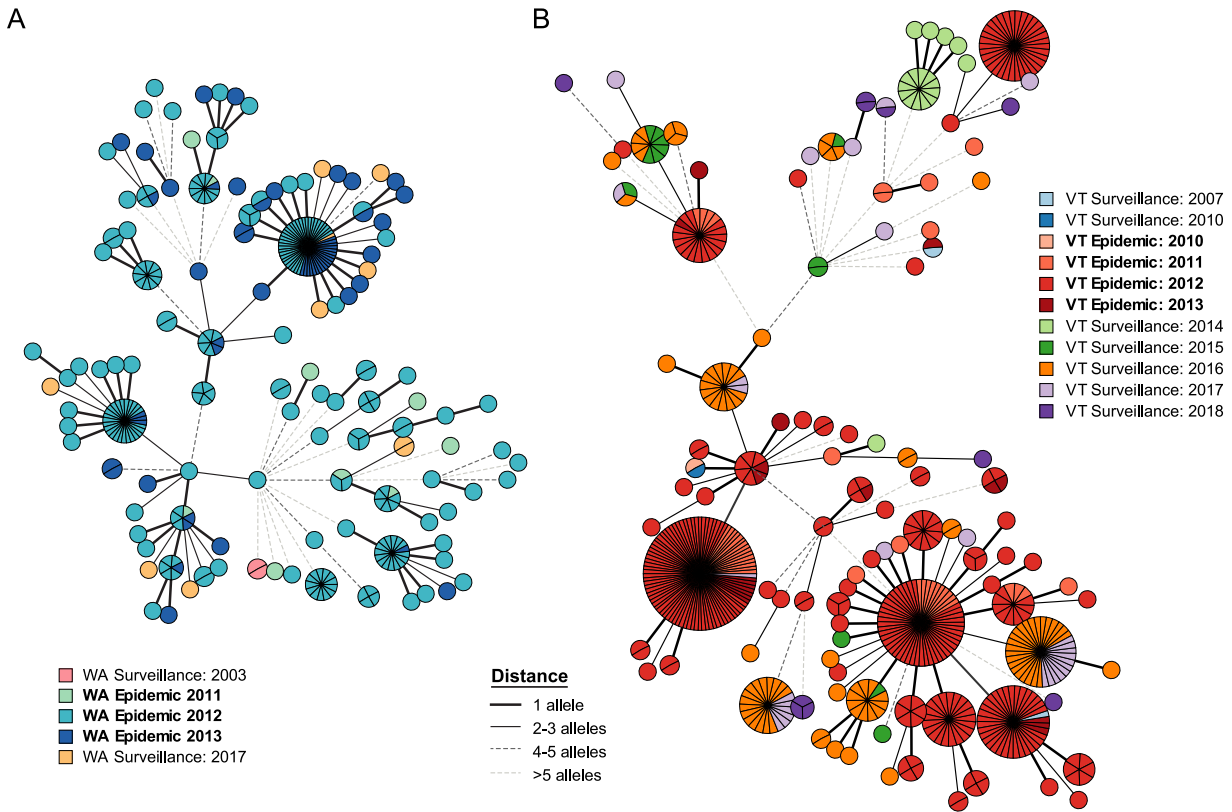 A
B
VT Surveillance: 2007
VT Surveillance: 2010
VT Epidemic: 2010
VT Epidemic: 2011
VT Epidemic: 2012
VT Epidemic: 2013
VT Surveillance: 2014
VT Surveillance: 2015
VT Surveillance: 2016
VT Surveillance: 2017
VT Surveillance: 2018
WA Surveillance: 2003
WA Epidemic 2011
WA Epidemic 2012
WA Epidemic 2013
WA Surveillance: 2017
Distance
1 allele
2-3 alleles
4-5 alleles
>5 alleles